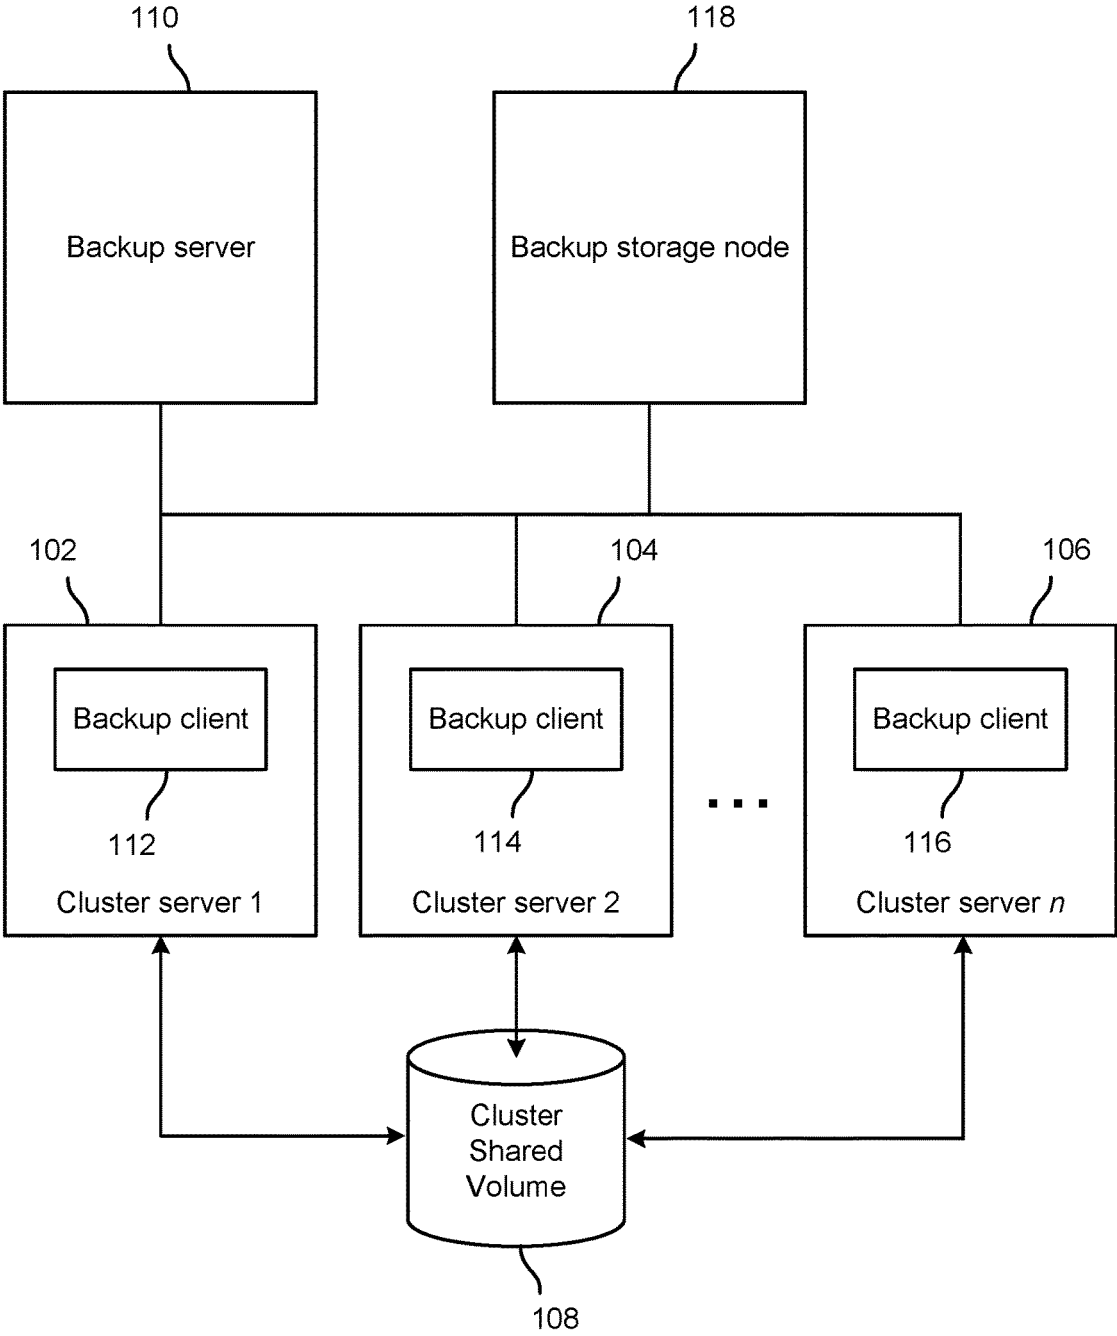 110
118
Backup server
Backup storage node
102
104
106
Backup client
Backup client
Backup client
112
114
116
Cluster server 1
Cluster server 2
Cluster server n
Cluster
Shared
Volume
108